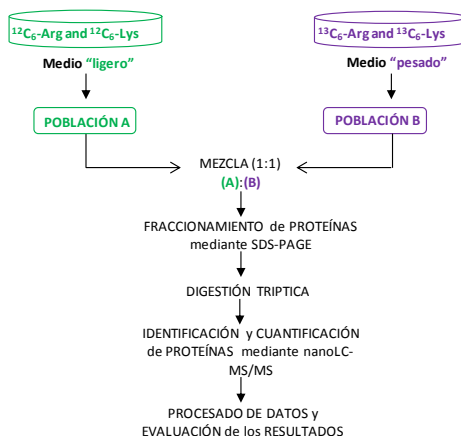 ¹²C₆-Arg and ¹²C₆-Lys
¹³C₆-Arg and ¹³C₆-Lys
Medio “ligero”
Medio “pesado”
POBLACIÓN A
POBLACIÓN B
MEZCLA (1:1)
(A):(B)
FRACCIONAMIENTO de PROTEÍNAS
mediante SDS-PAGE
DIGESTIÓN TRIPTICA
IDENTIFICACIÓN y CUANTIFICACIÓN
de PROTEÍNAS mediante nanoLC-
MS/MS
PROCESADO DE DATOS y
EVALUACIÓN de los RESULTADOS